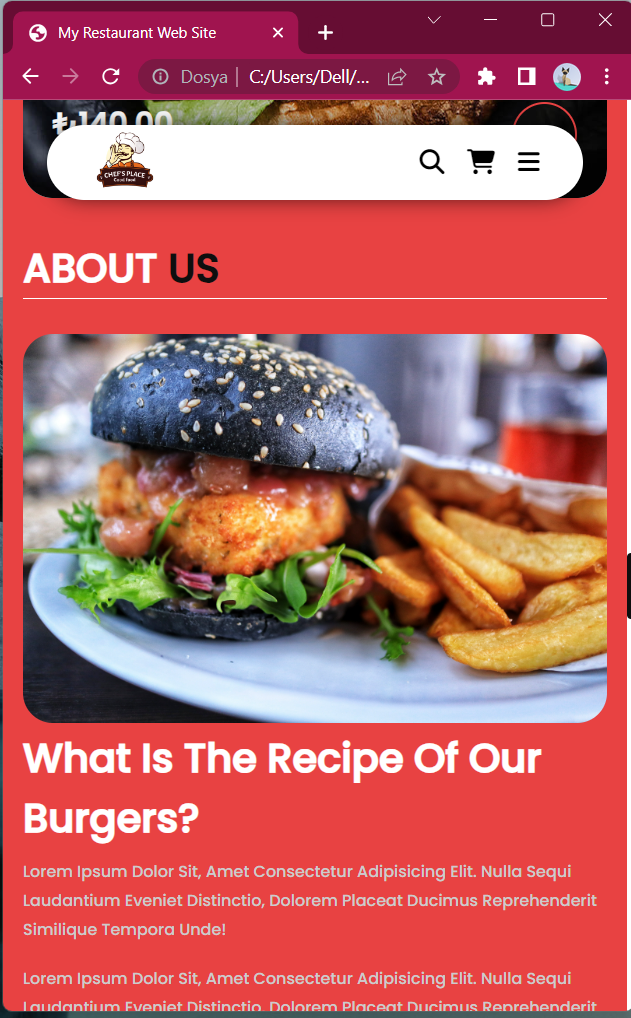 My Restaurant Web Site
Dosya | C:/Users/Dell/...
₺140.00
CHEF'S PLACE
Good food
ABOUT US
What Is The Recipe Of Our
Burgers?
Lorem Ipsum Dolor Sit, Amet Consectetur Adipisicing Elit. Nulla Sequi
Laudantium Eveniet Distinctio, Dolorem Placeat Ducimus Reprehenderit
Similique Tempora Unde!
Lorem Ipsum Dolor Sit, Amet Consectetur Adipisicing Elit. Nulla Sequi
Laudantium Eveniet Distinctio, Dolorem Placeat Ducimus Reprehenderit